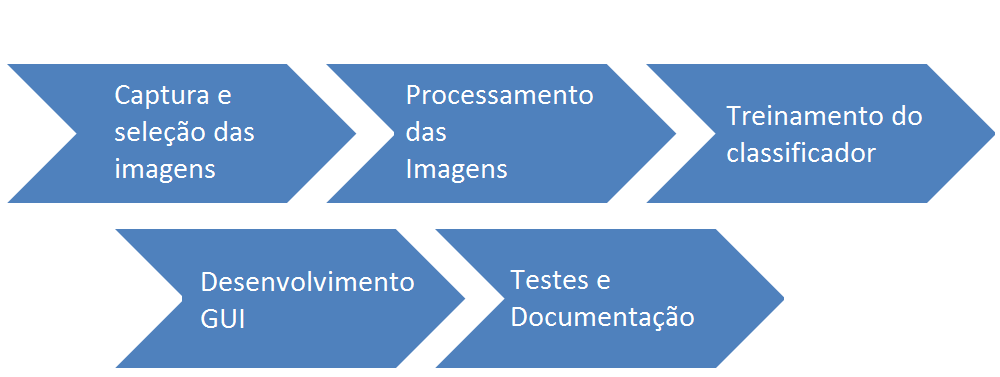 Captura e
seleção das
imagens
Processamento
das
Imagens
Treinamento do
classificador
Desenvolvimento
GUI
Testes e
Documentação